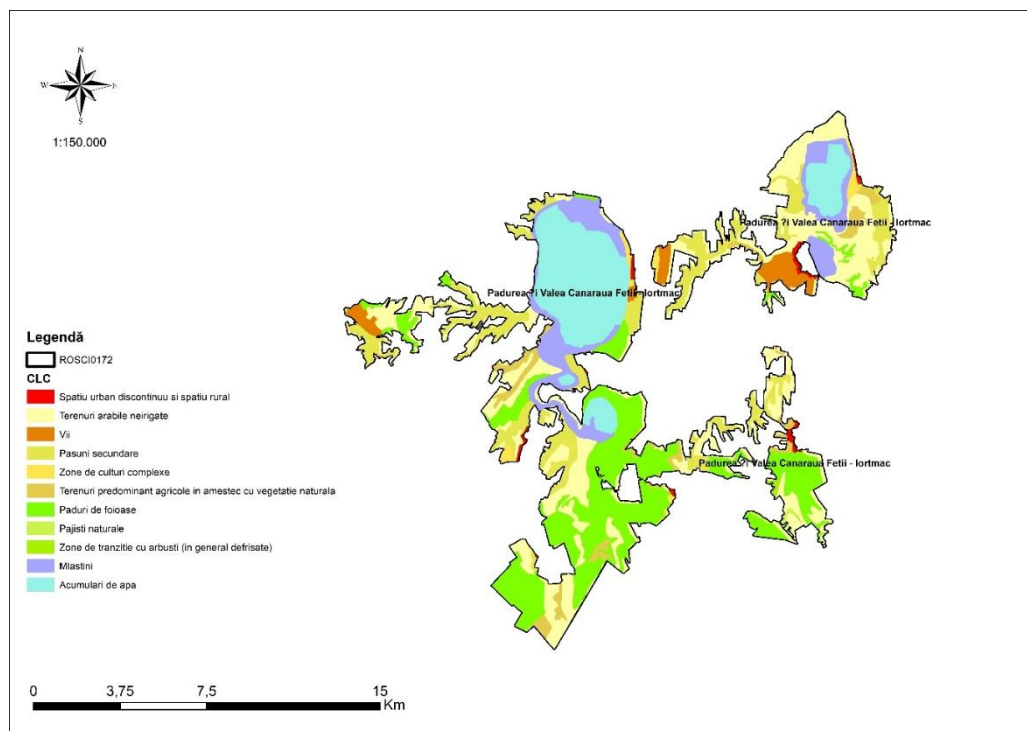 N
W E
S
1:150.000
Padurea ?i Valea Canaraua Fetii - Iortmac
Padurea ?i Valea Canaraua Fetii - Iortmac
Padurea ?i Valea Canaraua Fetii - Iortmac
Legendă
ROSCI0172
CLC
Spatiu urban discontinuu si spatiu rural
Terenuri arabile neirigate
Vii
Pasuni secundare
Zone de culturi complexe
Terenuri predominant agricole in amestec cu vegetatie naturala
Paduri de foioase
Pajisti naturale
Zone de tranzitie cu arbusti (in general defrisate)
Mlastini
Acumulari de apa
0 3,75 7,5 15
Km